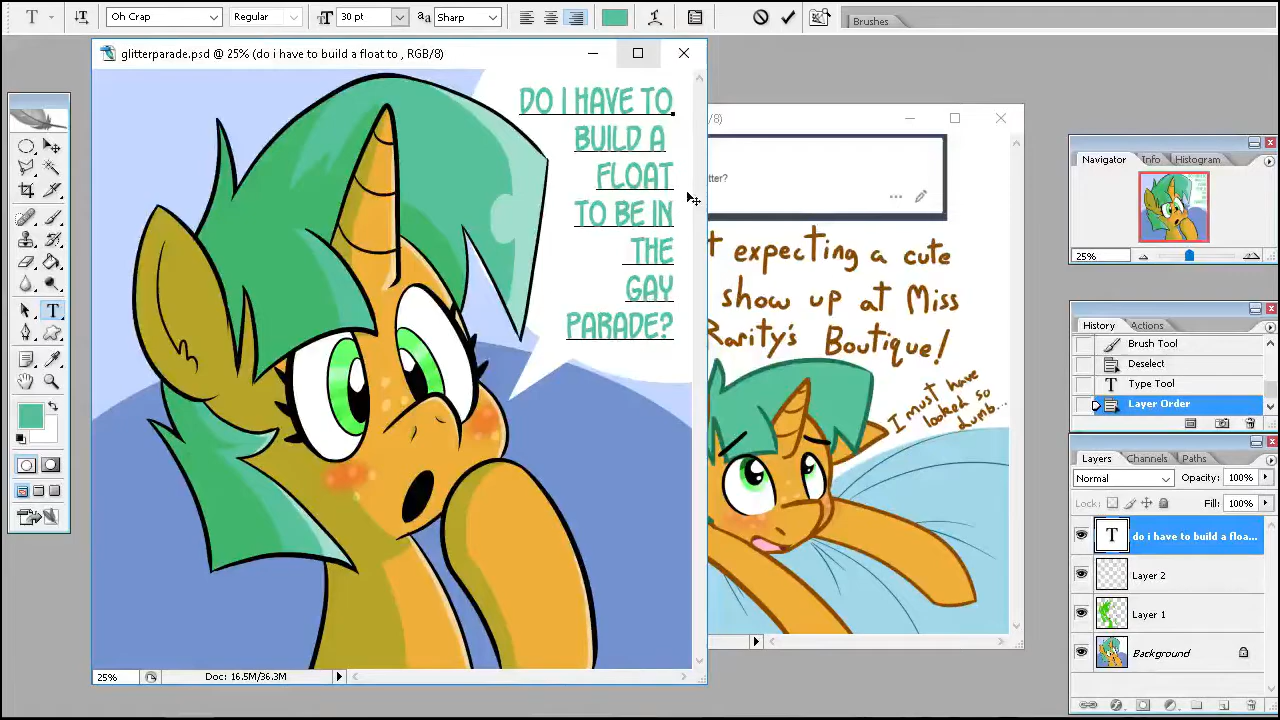 T
Oh Crap
Regular
T
30 pt
aa
Sharp
Brushes
glitterparade.psd @ 25% (do i have to build a float to , RGB/8)
/8)
tter?
DO I HAVE TO
BUILD A
FLOAT
TO BE IN
THE
GAY
PARADE?
t expecting a cute
show up at Miss
Rarity's Boutique!
I must have
looked so
dumb...
Navigator
Info
Histogram
25%
History
Actions
Brush Tool
Deselect
T
Type Tool
Layer Order
Layers
Channels
Paths
Normal
Opacity: 100%
Lock:
Fill: 100%
T
do i have to build a floa...
Layer 2
Layer 1
Background
T
25%
Doc: 16.5M/36.3M